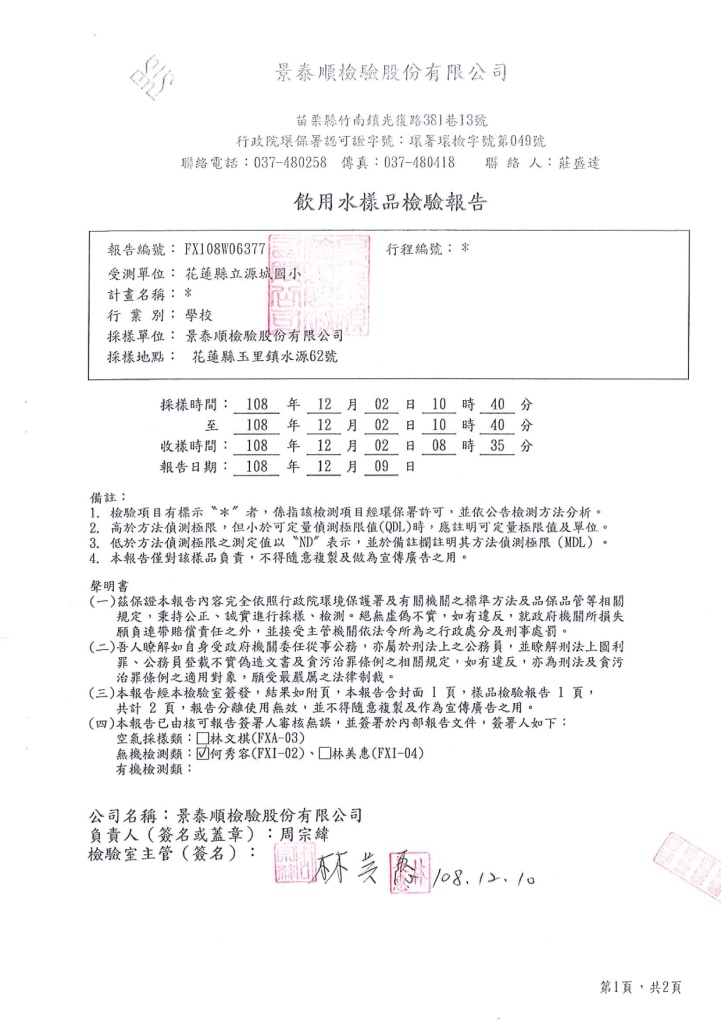 景泰順檢驗股份有限公司
苗栗縣竹南鎮光復路381巷13號
行政院環保署認可證字號：環署環檢字號第049號
聯絡電話：037-480258 傳真：037-480418 聯 絡 人：莊盛達
飲用水樣品檢驗報告
報告編號： FX108W06377 行程編號： *
受測單位： 花蓮縣立源城國小
計畫名稱： *
行 業 別： 學校
採樣單位： 景泰順檢驗股份有限公司
採樣地點： 花蓮縣玉里鎮水源62號
採樣時間： 108 年 12 月 02 日 10 時 40 分
至 108 年 12 月 02 日 10 時 40 分
收樣時間： 108 年 12 月 02 日 08 時 35 分
報告日期： 108 年 12 月 09 日
備註：
1. 檢驗項目有標示〝*〞者，係指該檢測項目經環保署許可，並依公告檢測方法分析。
2. 高於方法偵測極限，但小於可定量偵測極限值(QDL)時，應註明可定量極限值及單位。
3. 低於方法偵測極限之測定值以〝ND〞表示，並於備註欄註明其方法偵測極限 (MDL) 。
4. 本報告僅對該樣品負責，不得隨意複製及做為宣傳廣告之用。
聲明書
(一)茲保證本報告內容完全依照行政院環境保護署及有關機關之標準方法及品保品管等相關
規定，秉持公正、誠實進行採樣、檢測。絕無虛偽不實，如有違反，就政府機關所損失
願負連帶賠償責任之外，並接受主管機關依法令所為之行政處分及刑事處罰。
(二)吾人瞭解如自身受政府機關委任從事公務，亦屬於刑法上之公務員，並瞭解刑法上圖利
罪、公務員登載不實偽造文書及貪污治罪條例之相關規定，如有違反，亦為刑法及貪污
治罪條例之適用對象，願受最嚴厲之法律制裁。
(三)本報告經本檢驗室簽發，結果如附頁，本報告含封面 1 頁，樣品檢驗報告 1 頁，
共計 2 頁，報告分離使用無效，並不得隨意複製及作為宣傳廣告之用。
(四)本報告已由核可報告簽署人審核無誤，並簽署於內部報告文件，簽署人如下：
空氣採樣類：□林文棋(FXA-03)
無機檢測類：☑何秀容(FXI-02)、□林美惠(FXI-04)
有機檢測類：
公司名稱：景泰順檢驗股份有限公司
負責人（簽名或蓋章）：周宗緯
檢驗室主管（簽名）： 林美惠 108.12.10
第1頁，共2頁